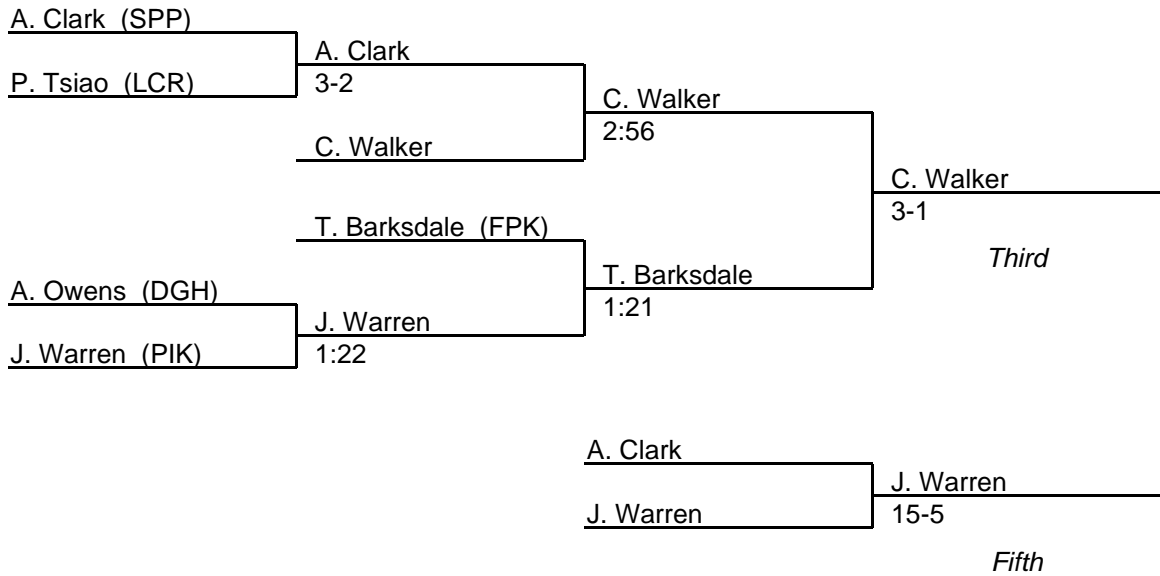 A. Clark (SPP)
A. Clark
P. Tsiao (LCR)
3-2
C. Walker
2:56
C. Walker
C. Walker
3-1
T. Barksdale (FPK)
Third
T. Barksdale
A. Owens (DGH)
1:21
J. Warren
J. Warren (PIK)
1:22
A. Clark
J. Warren
J. Warren
15-5
Fifth